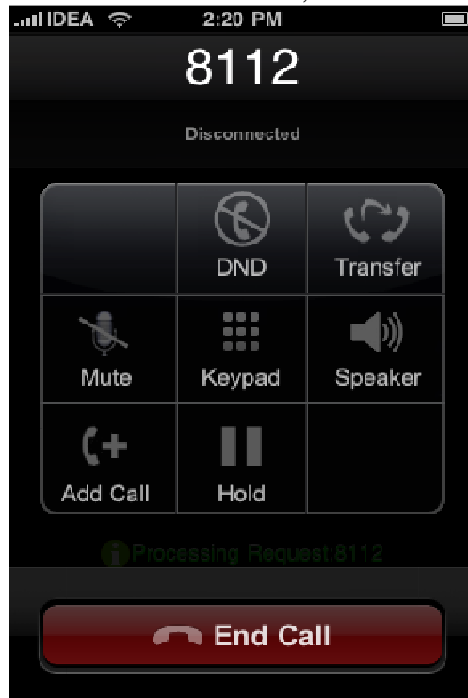 IDEA 2:20 PM
8112
Disconnected
DND Transfer
Mute Keypad Speaker
Add Call Hold
Processing Request:8112
End Call